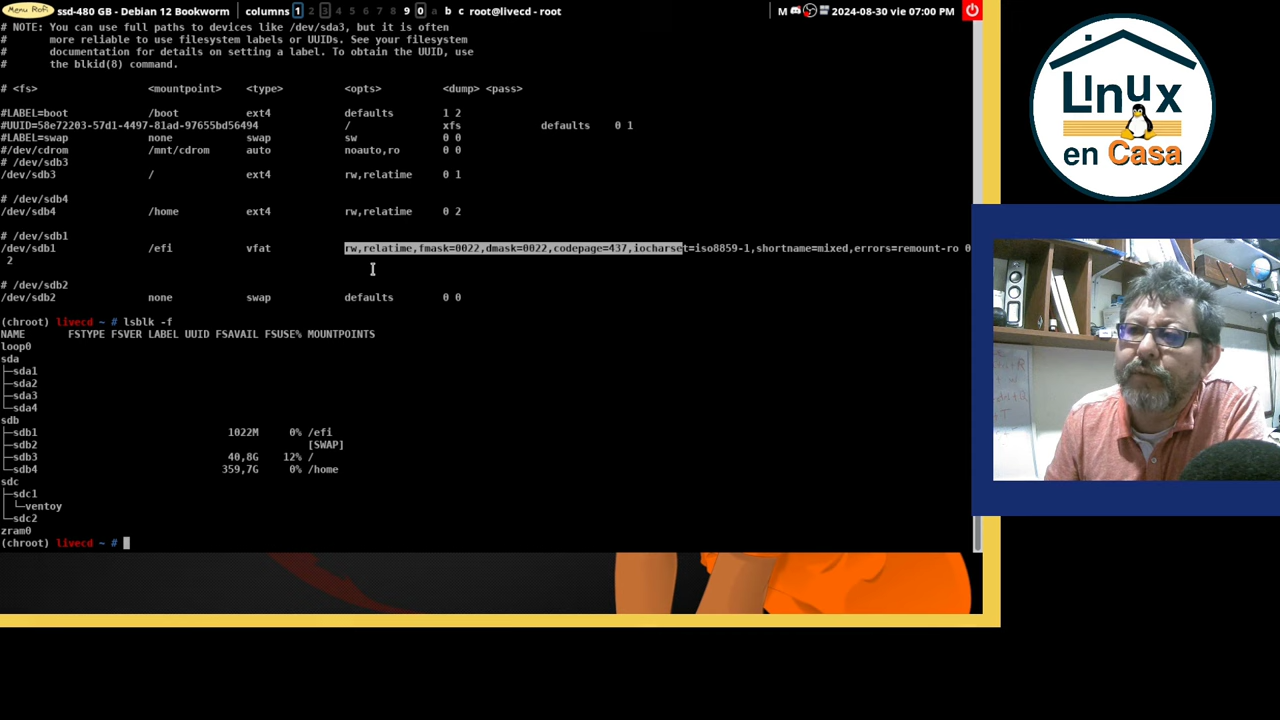 Menu Rofi ssd-480 GB - Debian 12 Bookworm columns 1 2 3 4 5 6 7 8 9 0 a b c root@livecd - root M 2024-08-30 vie 07:00 PM
# NOTE: You can use full paths to devices like /dev/sda3, but it is often
# more reliable to use filesystem labels or UUIDs. See your filesystem
# documentation for details on setting a label. To obtain the UUID, use
# the blkid(8) command.
# <fs> <mountpoint> <type> <opts> <dump> <pass>
#LABEL=boot /boot ext4 defaults 1 2
#UUID=58e72203-57d1-4497-81ad-97655bd56494 / xfs defaults 0 1
#LABEL=swap none swap sw 0 0
#/dev/cdrom /mnt/cdrom auto noauto,ro 0 0
# /dev/sdb3
/dev/sdb3 / ext4 rw,relatime 0 1
# /dev/sdb4
/dev/sdb4 /home ext4 rw,relatime 0 2
# /dev/sdb1
/dev/sdb1 /efi vfat rw,relatime,fmask=0022,dmask=0022,codepage=437,iocharset=iso8859-1,shortname=mixed,errors=remount-ro 0
2
# /dev/sdb2
/dev/sdb2 none swap defaults 0 0
(chroot) livecd ~ # lsblk -f
NAME FSTYPE FSVER LABEL UUID FSAVAIL FSUSE% MOUNTPOINTS
loop0
sda
├─sda1
├─sda2
├─sda3
└─sda4
sdb
├─sdb1 1022M 0% /efi
├─sdb2 [SWAP]
├─sdb3 40,8G 12% /
└─sdb4 359,7G 0% /home
sdc
├─sdc1
│ └─ventoy
└─sdc2
zram0
(chroot) livecd ~ #
Linux
en Casa